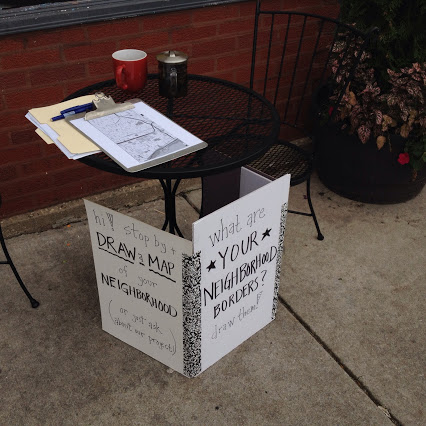 hi! stop by +
DRAW a MAP
of your
NEIGHBORHOOD
(or just ask
about our project!)
what are
★ YOUR ★
NEIGHBORHOOD
BORDERS?
draw them!